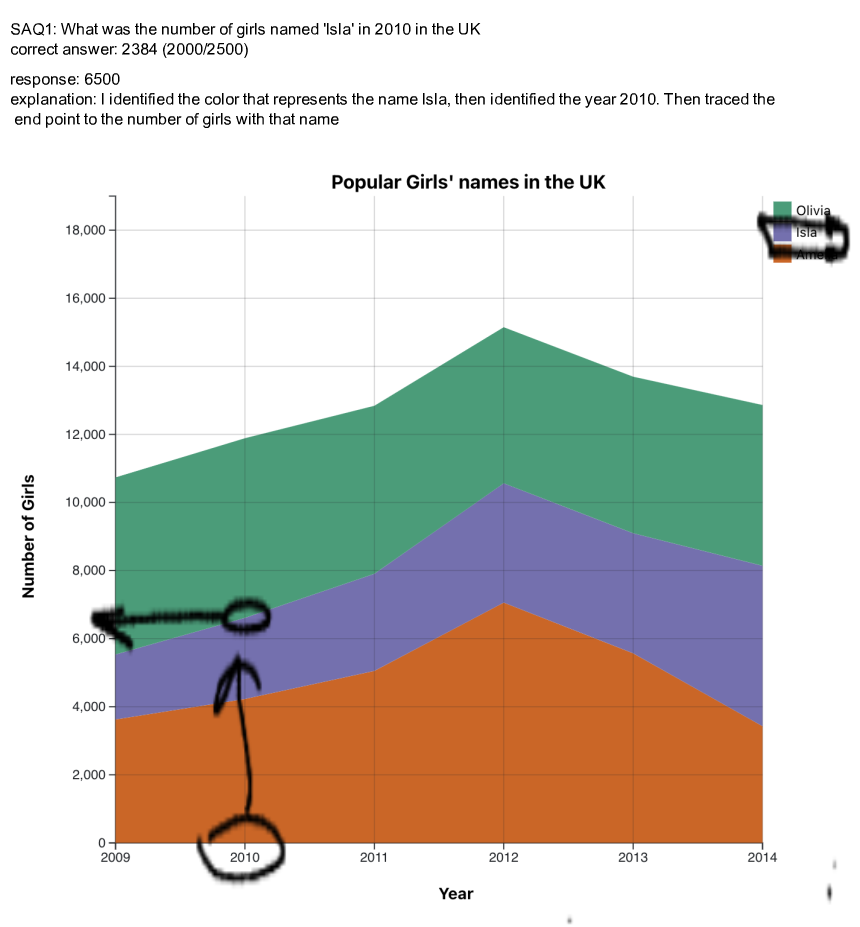 SAQ1: What was the number of girls named 'Isla' in 2010 in the UK
correct answer: 2384 (2000/2500)
response: 6500
explanation: I identified the color that represents the name Isla, then identified the year 2010. Then traced the
end point to the number of girls with that name
Popular Girls' names in the UK
Olivia
Isla
18,000
16,000
14,000
12,000
10,000
8,000
6,000
4,000
2,000
0
Number of Girls
2009 2010 2011 2012 2013 2014
Year